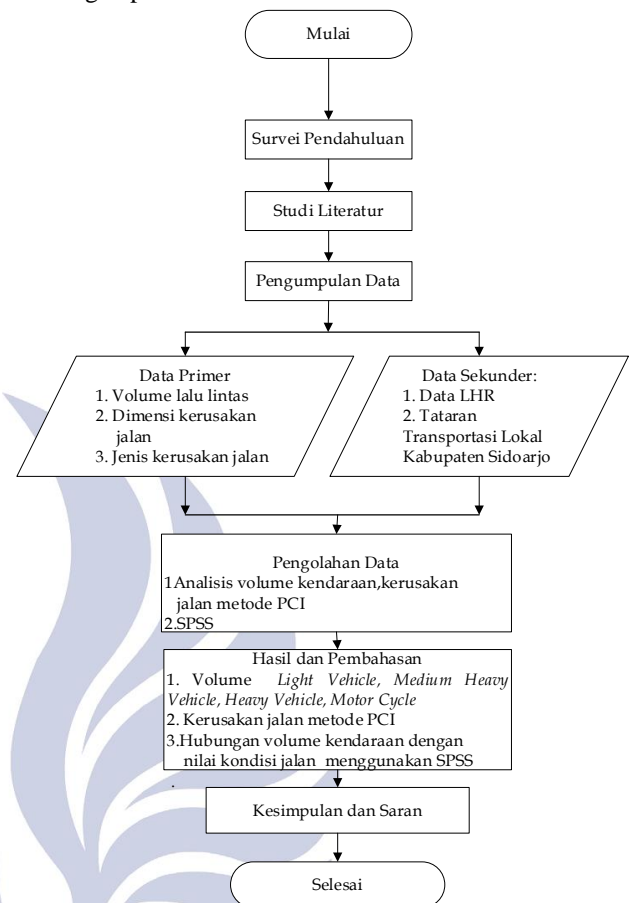 Mulai
Survei Pendahuluan
Studi Literatur
Pengumpulan Data
Data Primer
1. Volume lalu lintas
2. Dimensi kerusakan
jalan
3. Jenis kerusakan jalan
Data Sekunder:
1. Data LHR
2. Tataran
Transportasi Lokal
Kabupaten Sidoarjo
Pengolahan Data
1Analisis volume kendaraan,kerusakan
jalan metode PCI
2.SPSS
Hasil dan Pembahasan
1. Volume Light Vehicle, Medium Heavy
Vehicle, Heavy Vehicle, Motor Cycle
2. Kerusakan jalan metode PCI
3.Hubungan volume kendaraan dengan
nilai kondisi jalan menggunakan SPSS
.
Kesimpulan dan Saran
Selesai